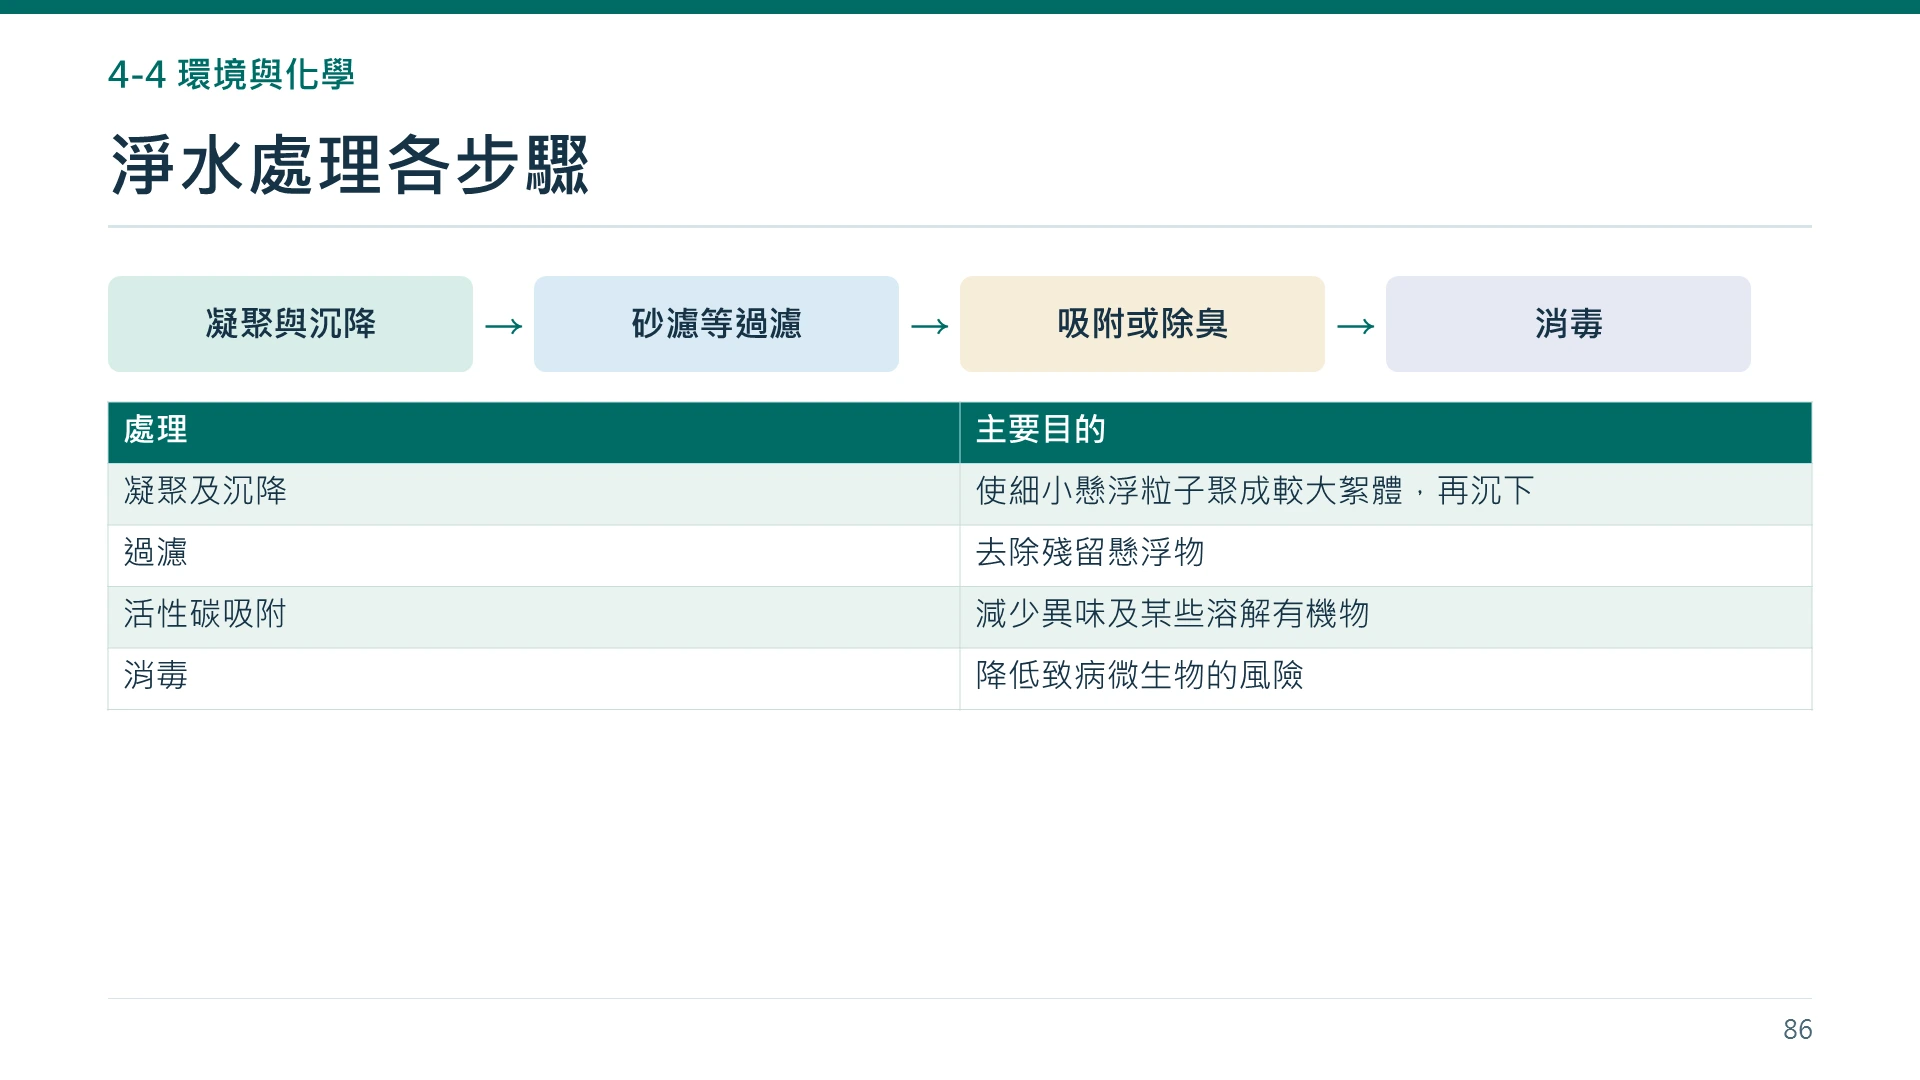 4-4 環境與化學
淨水處理各步驟
凝聚與沉降 → 砂濾等過濾 → 吸附或除臭 → 消毒
處理 主要目的
凝聚及沉降 使細小懸浮粒子聚成較大絮體，再沉下
過濾 去除殘留懸浮物
活性碳吸附 減少異味及某些溶解有機物
消毒 降低致病微生物的風險
86